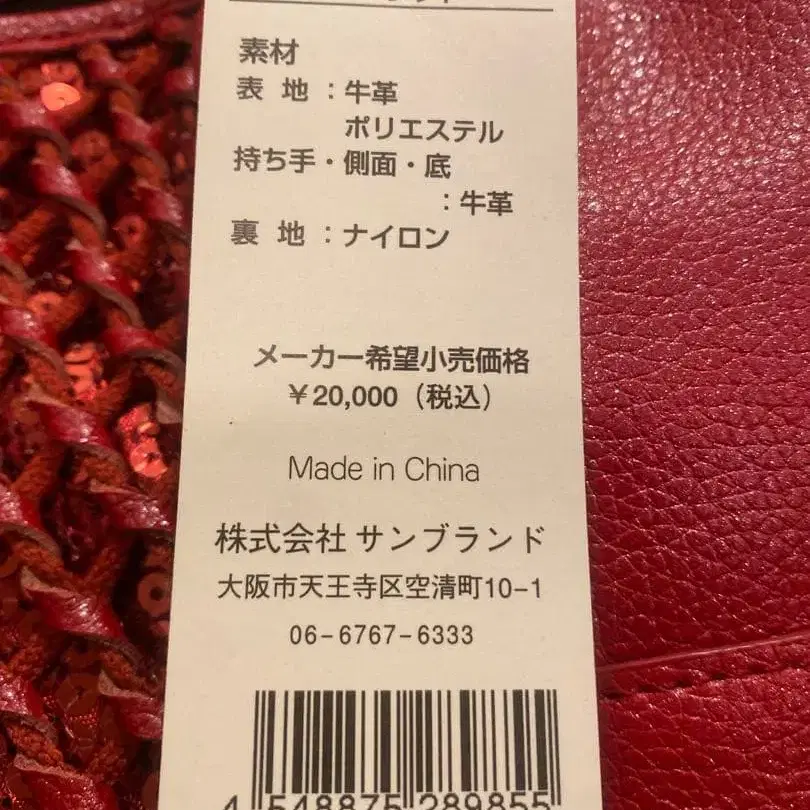 素材
表 地 : 牛革
ポリエステル
持ち手・側面・底
: 牛革
裏 地 : ナイロン
メーカー希望小売価格
¥20,000 (税込)
Made in China
株式会社 サンブランド
大阪市天王寺区空清町10-1
06-6767-6333
4 548875 289855